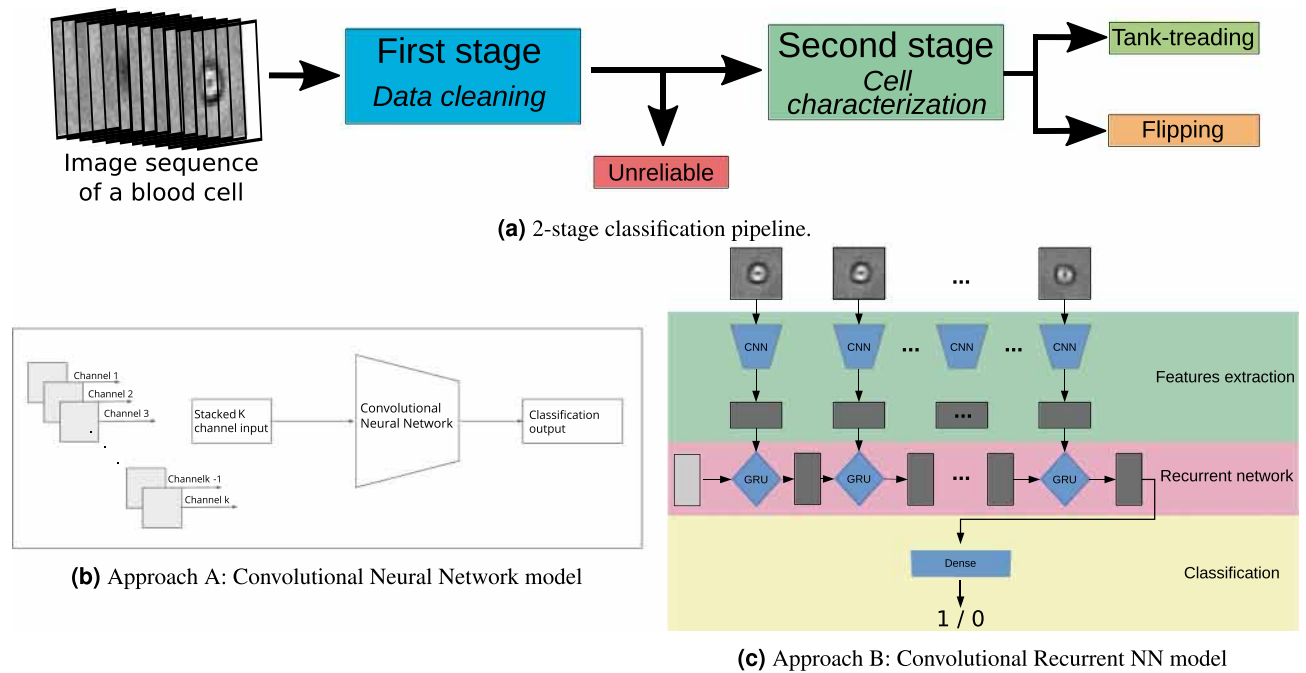 First stage
Data cleaning
Second stage
Cell
characterization
Tank-treading
Flipping
Unreliable
Image sequence
of a blood cell
(a) 2-stage classification pipeline.
Channel 1
Channel 2
Channel 3
Channelk -1
Channel k
Stacked K
channel input
Convolutional
Neural Network
Classification
output
(b) Approach A: Convolutional Neural Network model
...
CNN
CNN
...
CNN
...
CNN
Features extraction
...
GRU
GRU
...
GRU
Recurrent network
Dense
Classification
1 / 0
(c) Approach B: Convolutional Recurrent NN model